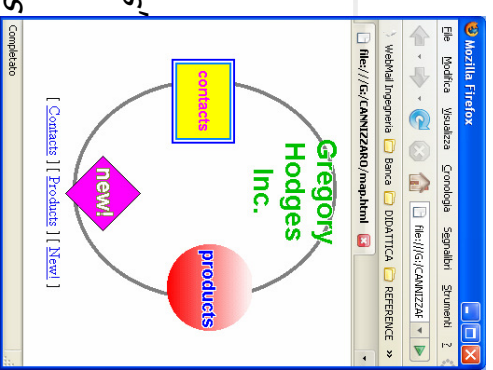 Mozilla Firefox
File Modifica Visualizza Cronologia Segnalibri Strumenti ?
file:///G:/CANNIZZAR
WebMail Ingegneria Banca DIDATTICA REFERENCE »
file:///G:/CANNIZZARO/map.html
Gregory
Hodges
Inc.
contacts
products
new!
[ Contacts ] [ Products ] [ New! ]
Completato